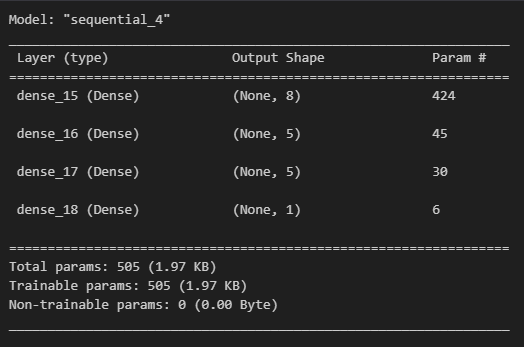 Model: "sequential_4"
_________________________________________________________________
Layer (type) Output Shape Param #
=================================================================
dense_15 (Dense) (None, 8) 424
dense_16 (Dense) (None, 5) 45
dense_17 (Dense) (None, 5) 30
dense_18 (Dense) (None, 1) 6
=================================================================
Total params: 505 (1.97 KB)
Trainable params: 505 (1.97 KB)
Non-trainable params: 0 (0.00 Byte)
_________________________________________________________________